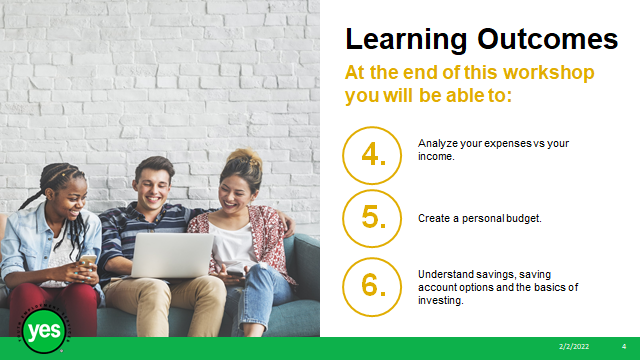 Learning Outcomes
At the end of this workshop
you will be able to:
4.
Analyze your expenses vs your
income.
5.
Create a personal budget.
6.
Understand savings, saving
account options and the basics of
investing.
yes
2/2/2022
4